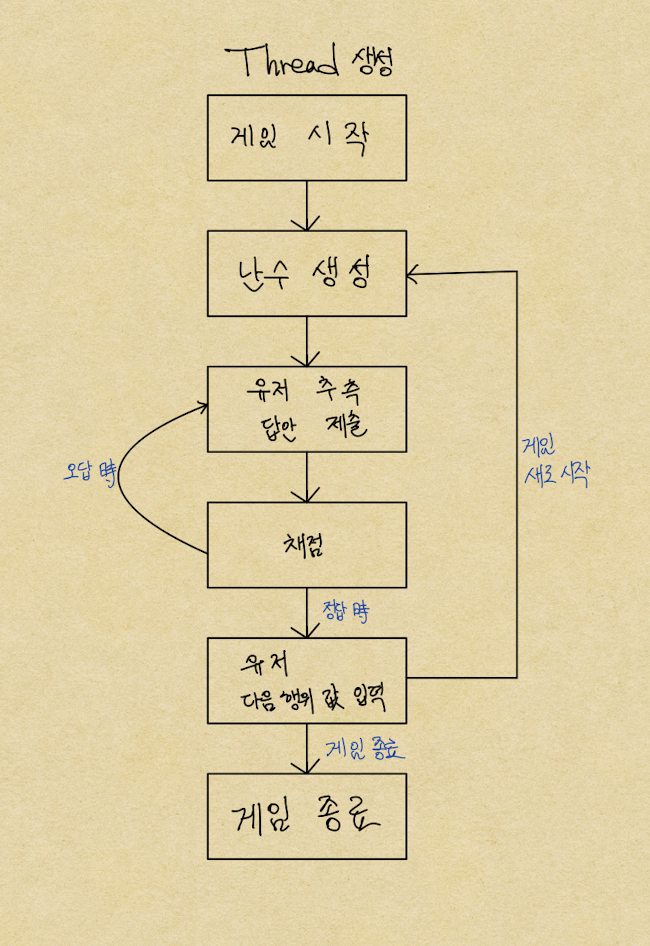 Thread 생성
게임 시작
난수 생성
유저 추측
답안 제출
오답 時
게임
새로 시작
채점
정답 時
유저
다음 행위 값 입력
게임 종료
게임 종료